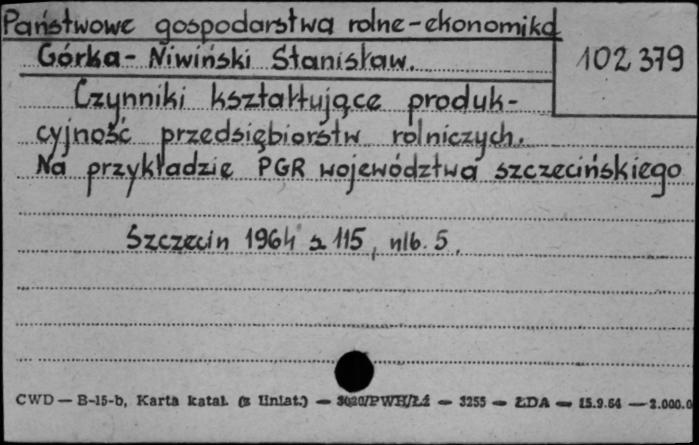 Państwowe gospodarstwa rolne-ekonomika
102 379
Górka-Niwiński Stanisław.
Czynniki kształtujące produk-
cyjność przedsiębiorstw rolniczych.
Na przykładzie PGR województwa szczecińskiego
Szczecin 1964 s 115, nlb. 5.
CWD — B-15-b, Karta katal. (z liniat.) — 3020/PWH/Łź — 3255 — ŁDA — 15.9.64 — 2.000.0